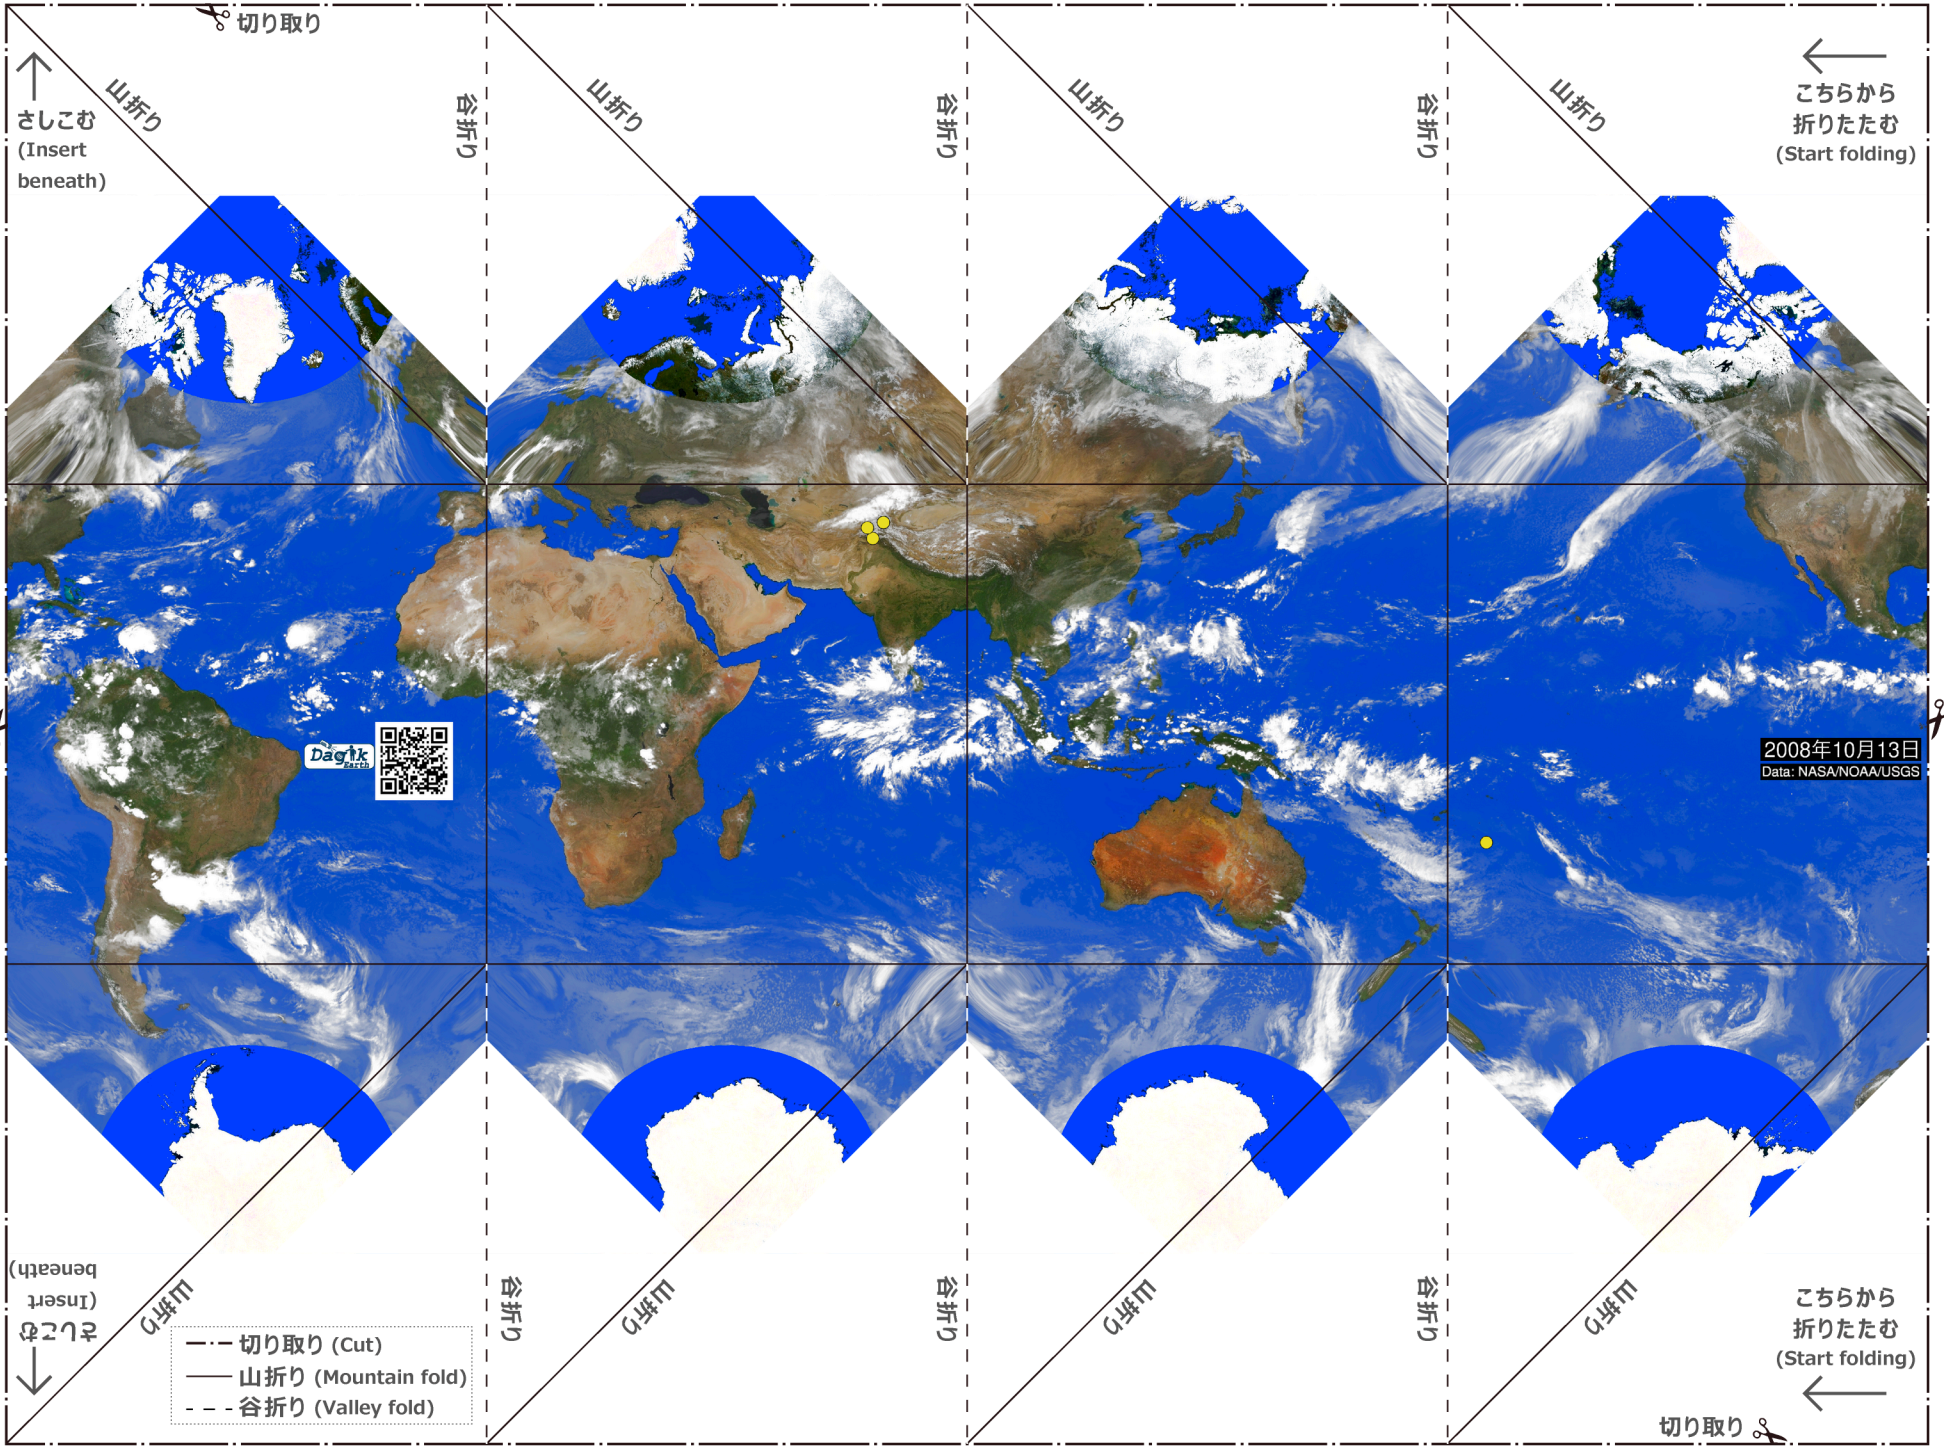 切り取り
さしこむ
(Insert
beneath)
山折り
谷折り
山折り
谷折り
山折り
谷折り
山折り
こちらから
折りたたむ
(Start folding)
Dagik
Earth
2008年10月13日
Data: NASA/NOAA/USGS
さしこむ
(Insert
beneath)
山折り
谷折り
山折り
谷折り
山折り
谷折り
山折り
こちらから
折りたたむ
(Start folding)
切り取り (Cut)
山折り (Mountain fold)
谷折り (Valley fold)
切り取り